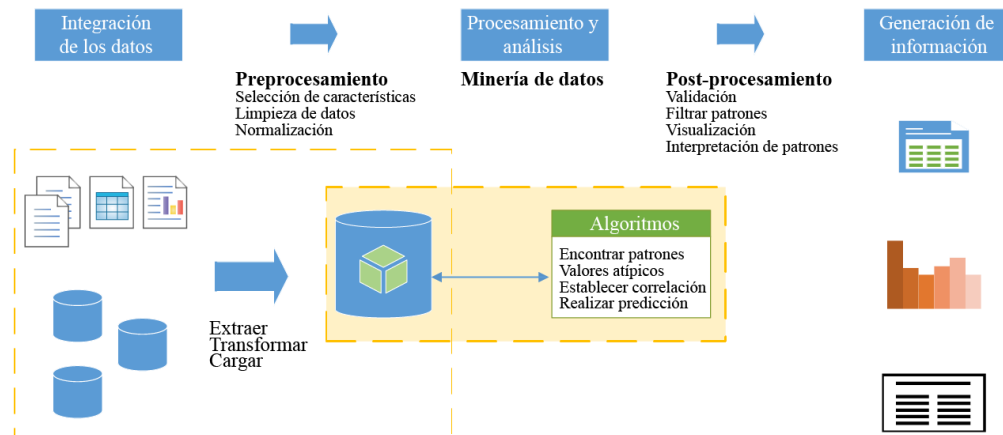 Integración
de los datos
Procesamiento y
análisis
Generación de
información
Preprocesamiento
Selección de características
Limpieza de datos
Normalización
Minería de datos
Post-procesamiento
Validación
Filtrar patrones
Visualización
Interpretación de patrones
Extraer
Transformar
Cargar
Algoritmos
Encontrar patrones
Valores atípicos
Establecer correlación
Realizar predicción